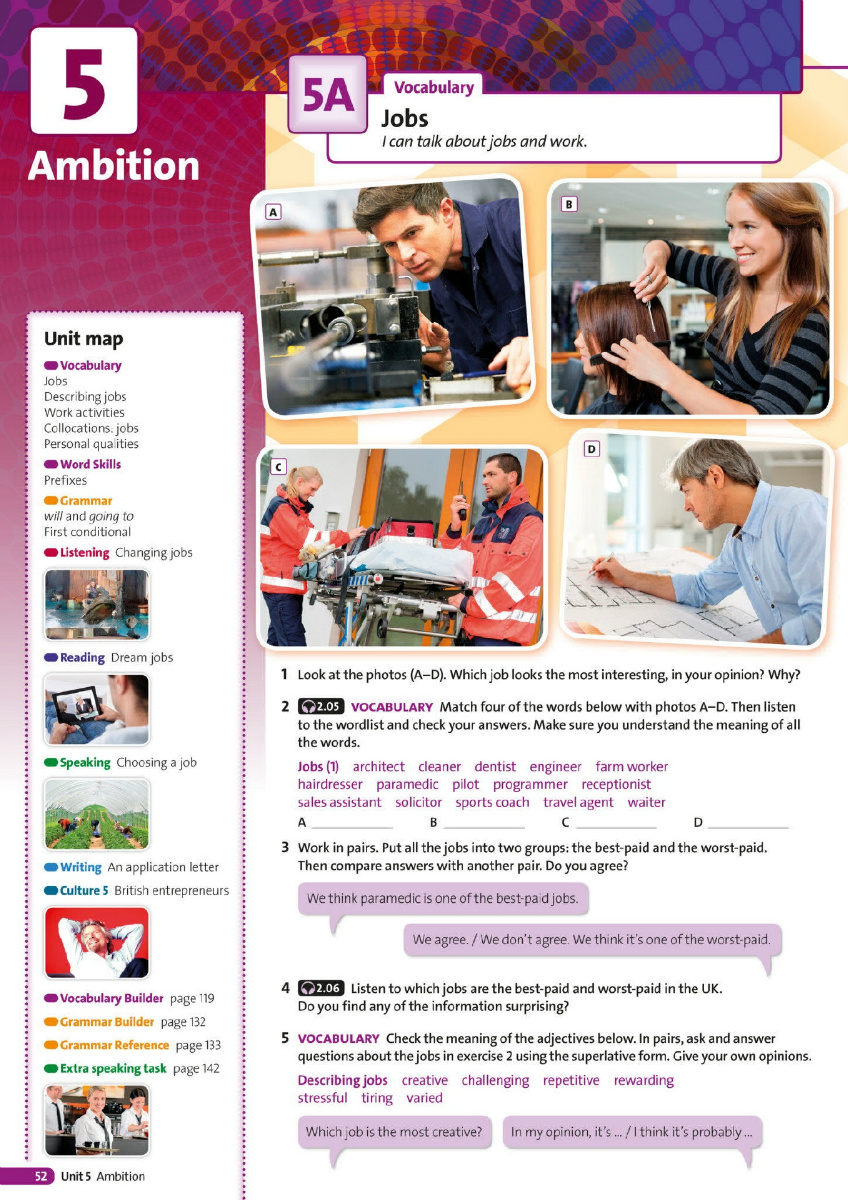 5
Ambition
5A
Vocabulary
Jobs
I can talk about jobs and work.
A
B
C
D
Unit map
Vocabulary
Jobs
Describing jobs
Work activities
Collocations: jobs
Personal qualities
Word Skills
Prefixes
Grammar
will and going to
First conditional
Listening Changing jobs
Reading Dream jobs
Speaking Choosing a job
Writing An application letter
Culture 5 British entrepreneurs
Vocabulary Builder page 119
Grammar Builder page 132
Grammar Reference page 133
Extra speaking task page 142
1 Look at the photos (A–D). Which job looks the most interesting, in your opinion? Why?
2 2.05 VOCABULARY Match four of the words below with photos A–D. Then listen
to the wordlist and check your answers. Make sure you understand the meaning of all
the words.
Jobs (1) architect cleaner dentist engineer farm worker
hairdresser paramedic pilot programmer receptionist
sales assistant solicitor sports coach travel agent waiter
A ____________ B ____________ C ____________ D ____________
3 Work in pairs. Put all the jobs into two groups: the best-paid and the worst-paid.
Then compare answers with another pair. Do you agree?
We think paramedic is one of the best-paid jobs.
We agree. / We don't agree. We think it's one of the worst-paid.
4 2.06 Listen to which jobs are the best-paid and worst-paid in the UK.
Do you find any of the information surprising?
5 VOCABULARY Check the meaning of the adjectives below. In pairs, ask and answer
questions about the jobs in exercise 2 using the superlative form. Give your own opinions.
Describing jobs creative challenging repetitive rewarding
stressful tiring varied
Which job is the most creative?
In my opinion, it's ... / I think it's probably ...
52 Unit 5 Ambition